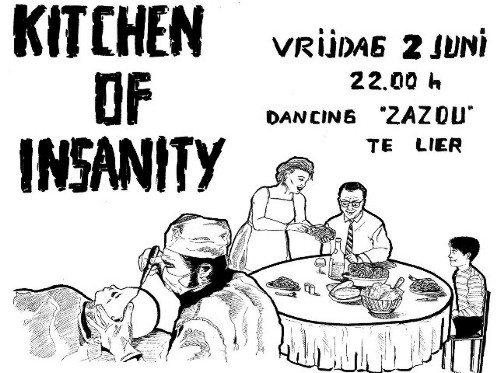 KITCHEN
OF
INSANITY
VRIJDAG 2 JUNI
22.00 h
DANCING "ZAZOU"
TE LIER